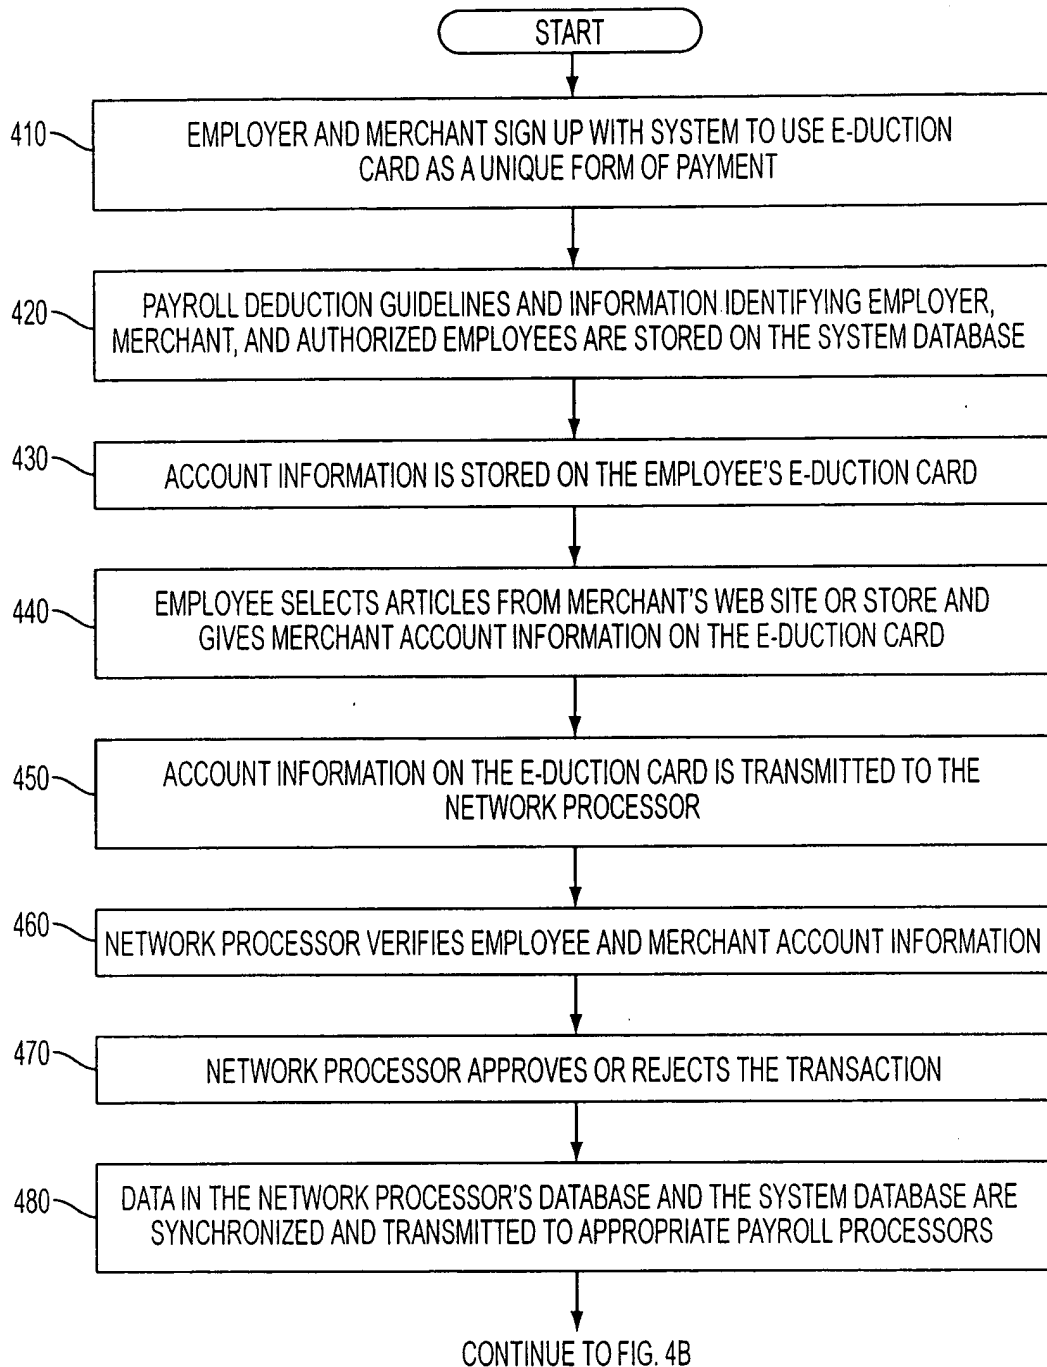 START
410
EMPLOYER AND MERCHANT SIGN UP WITH SYSTEM TO USE E-DUCTION
CARD AS A UNIQUE FORM OF PAYMENT
420
PAYROLL DEDUCTION GUIDELINES AND INFORMATION IDENTIFYING EMPLOYER,
MERCHANT, AND AUTHORIZED EMPLOYEES ARE STORED ON THE SYSTEM DATABASE
430
ACCOUNT INFORMATION IS STORED ON THE EMPLOYEE'S E-DUCTION CARD
440
EMPLOYEE SELECTS ARTICLES FROM MERCHANT'S WEB SITE OR STORE AND
GIVES MERCHANT ACCOUNT INFORMATION ON THE E-DUCTION CARD
450
ACCOUNT INFORMATION ON THE E-DUCTION CARD IS TRANSMITTED TO THE
NETWORK PROCESSOR
460
NETWORK PROCESSOR VERIFIES EMPLOYEE AND MERCHANT ACCOUNT INFORMATION
470
NETWORK PROCESSOR APPROVES OR REJECTS THE TRANSACTION
480
DATA IN THE NETWORK PROCESSOR'S DATABASE AND THE SYSTEM DATABASE ARE
SYNCHRONIZED AND TRANSMITTED TO APPROPRIATE PAYROLL PROCESSORS
CONTINUE TO FIG. 4B